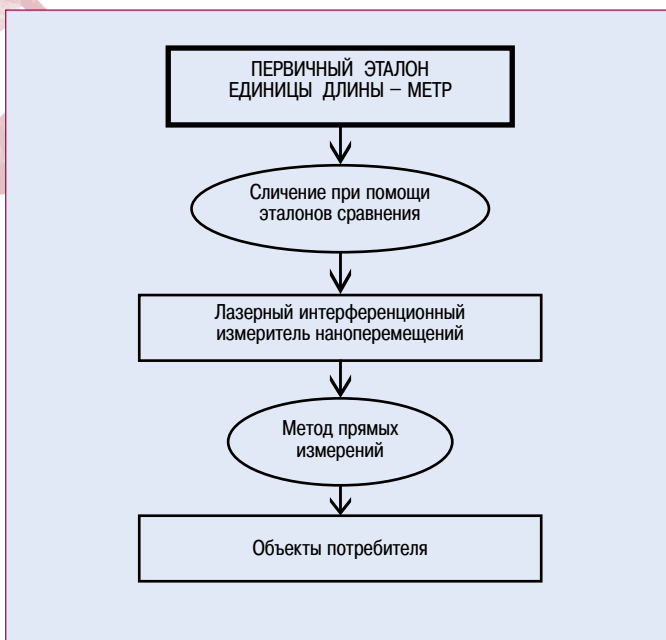 ПЕРВИЧНЫЙ ЭТАЛОН
ЕДИНИЦЫ ДЛИНЫ – МЕТР
Сличение при помощи
эталонов сравнения
Лазерный интерференционный
измеритель наноперемещений
Метод прямых
измерений
Объекты потребителя